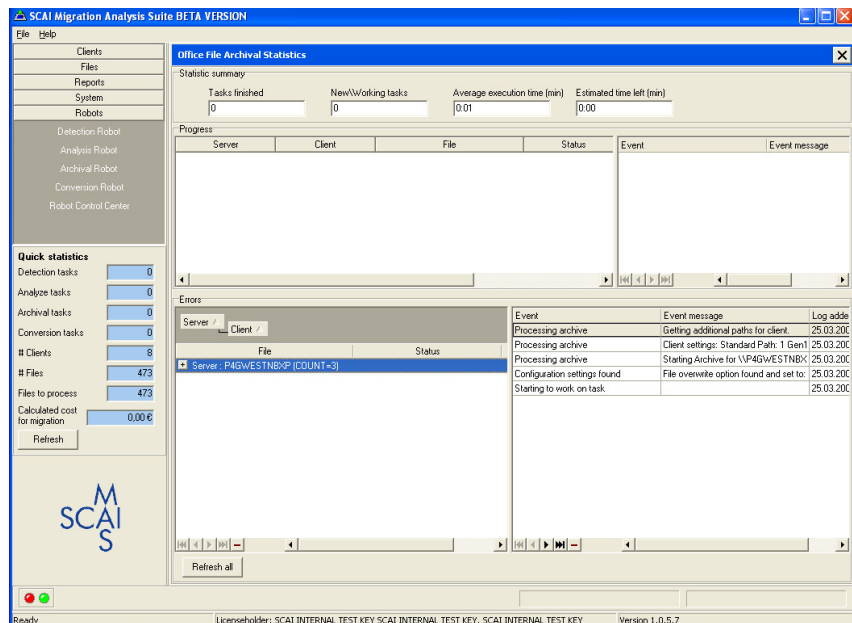 SCAI Migration Analysis Suite BETA VERSION
File Help
Clients
Files
Reports
System
Robots
Detection Robot
Analysis Robot
Archival Robot
Conversion Robot
Robot Control Center
Quick statistics
Detection tasks 0
Analyze tasks 0
Archival tasks 0
Conversion tasks 0
# Clients 8
# Files 473
Files to process 473
Calculated cost for migration 0,00 €
Refresh
M
SCAI
S
Office File Archival Statistics
Statistic summary
Tasks finished New\Working tasks Average execution time (min) Estimated time left (min)
0 0 0:01 0:00
Progress
Server Client File Status Event Event message
Errors
Server Client
File Status
Server : P4GWESTNBXP (COUNT=3)
Event Event message Log adde
Processing archive Getting additional paths for client. 25.03.200
Processing archive Client settings: Standard Path: 1 Gen1 25.03.200
Processing archive Starting Archive for \\P4GWESTNBX 25.03.200
Configuration settings found File overwrite option found and set to: 25.03.200
Starting to work on task 25.03.200
Refresh all
Ready Licenseholder: SCAI INTERNAL TEST KEY SCAI INTERNAL TEST KEY, SCAI INTERNAL TEST KEY Version 1.0.5.7